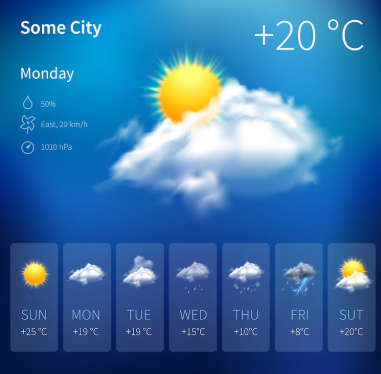 Some City
+20 °C
Monday
50%
East, 20 km/h
1010 hPa
SUN MON TUE WED THU FRI SUT
+25 °C +19 °C +19 °C +15°C +10°C +8°C +20°C